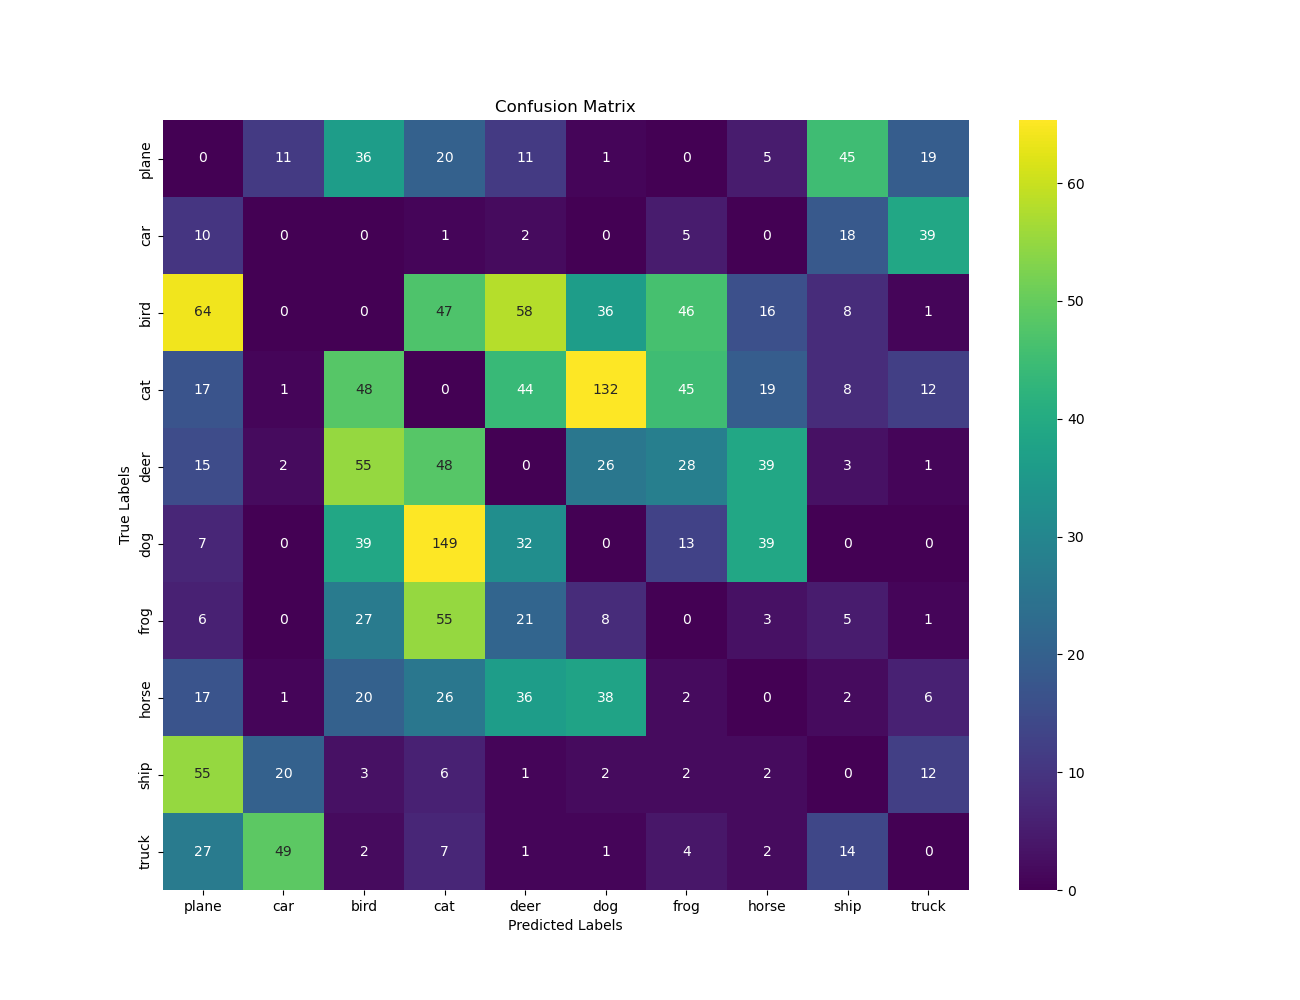 Confusion Matrix
plane 0 11 36 20 11 1 0 5 45 19
car 10 0 0 1 2 0 5 0 18 39
bird 64 0 0 47 58 36 46 16 8 1
cat 17 1 48 0 44 132 45 19 8 12
deer 15 2 55 48 0 26 28 39 3 1
dog 7 0 39 149 32 0 13 39 0 0
frog 6 0 27 55 21 8 0 3 5 1
horse 17 1 20 26 36 38 2 0 2 6
ship 55 20 3 6 1 2 2 2 0 12
truck 27 49 2 7 1 1 4 2 14 0
plane car bird cat deer dog frog horse ship truck
Predicted Labels
True Labels
60
50
40
30
20
10
0